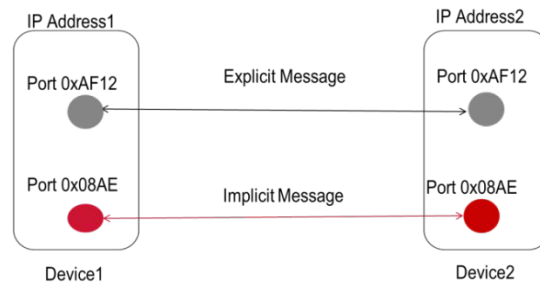 IP Address1
IP Address2
Port 0xAF12
Explicit Message
Port 0xAF12
Port 0x08AE
Implicit Message
Port 0x08AE
Device1
Device2